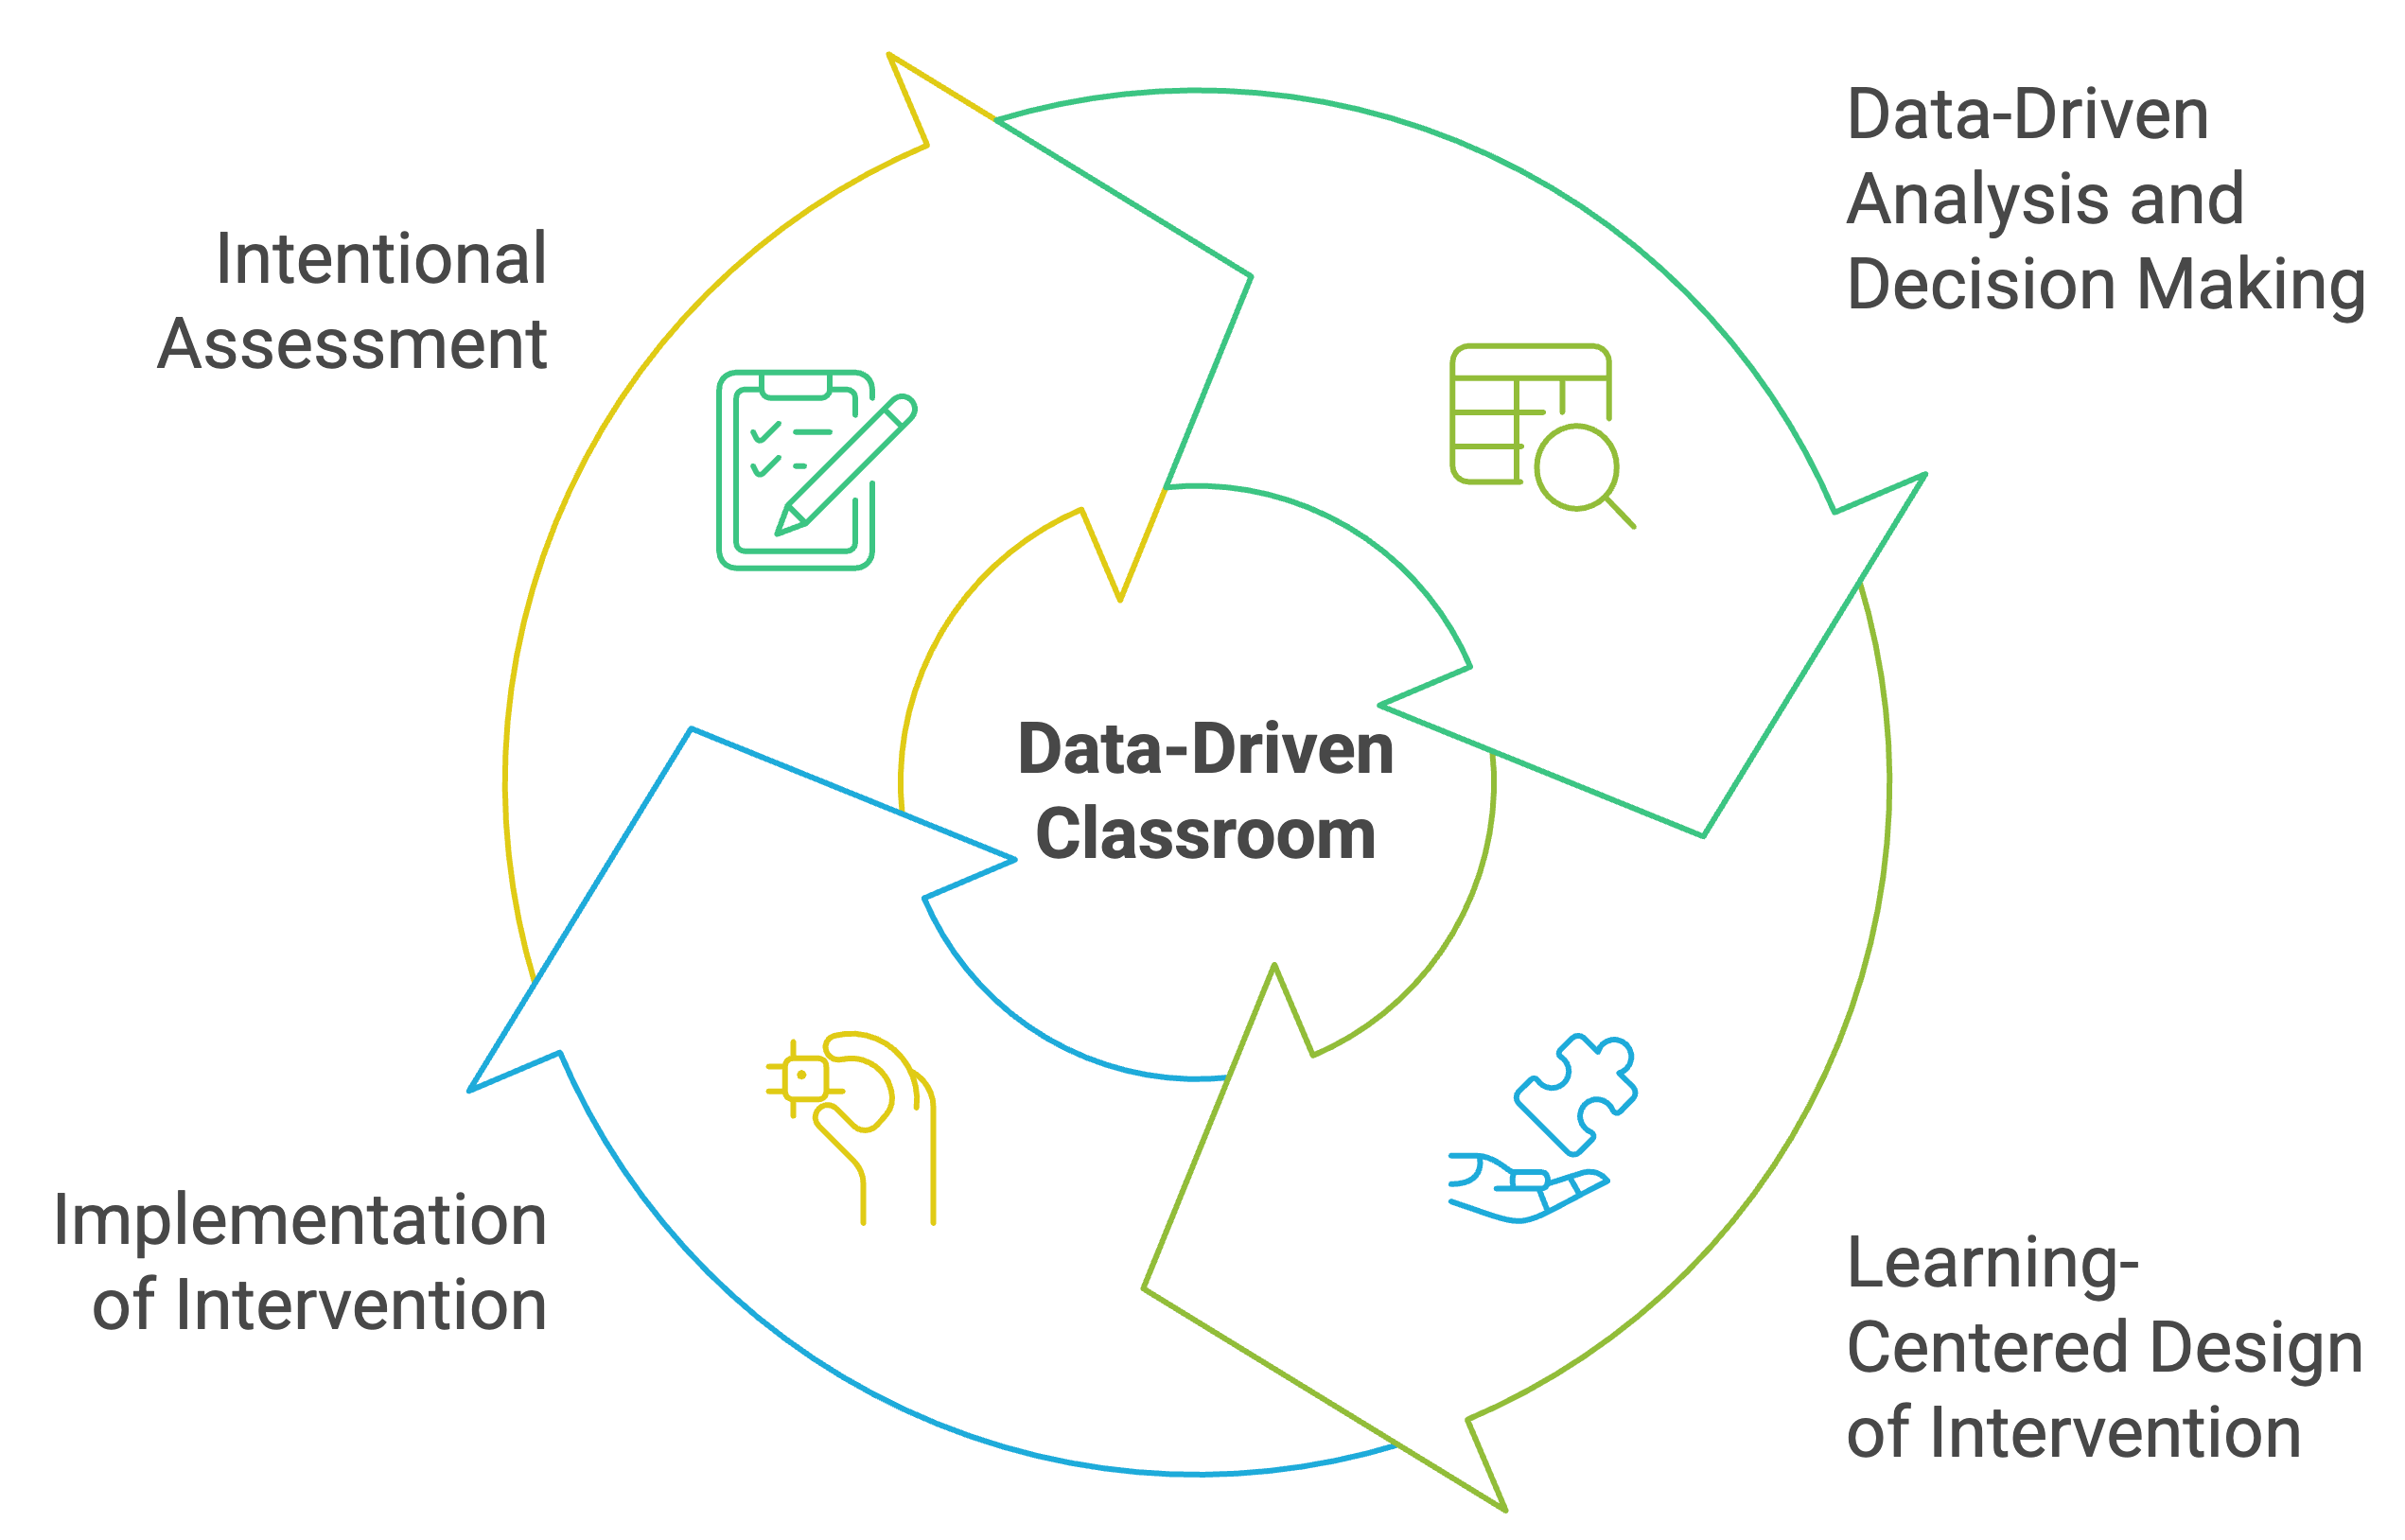 Intentional
Assessment
Data-Driven
Analysis and
Decision Making
Data-Driven
Classroom
Implementation
of Intervention
Learning-
Centered Design
of Intervention